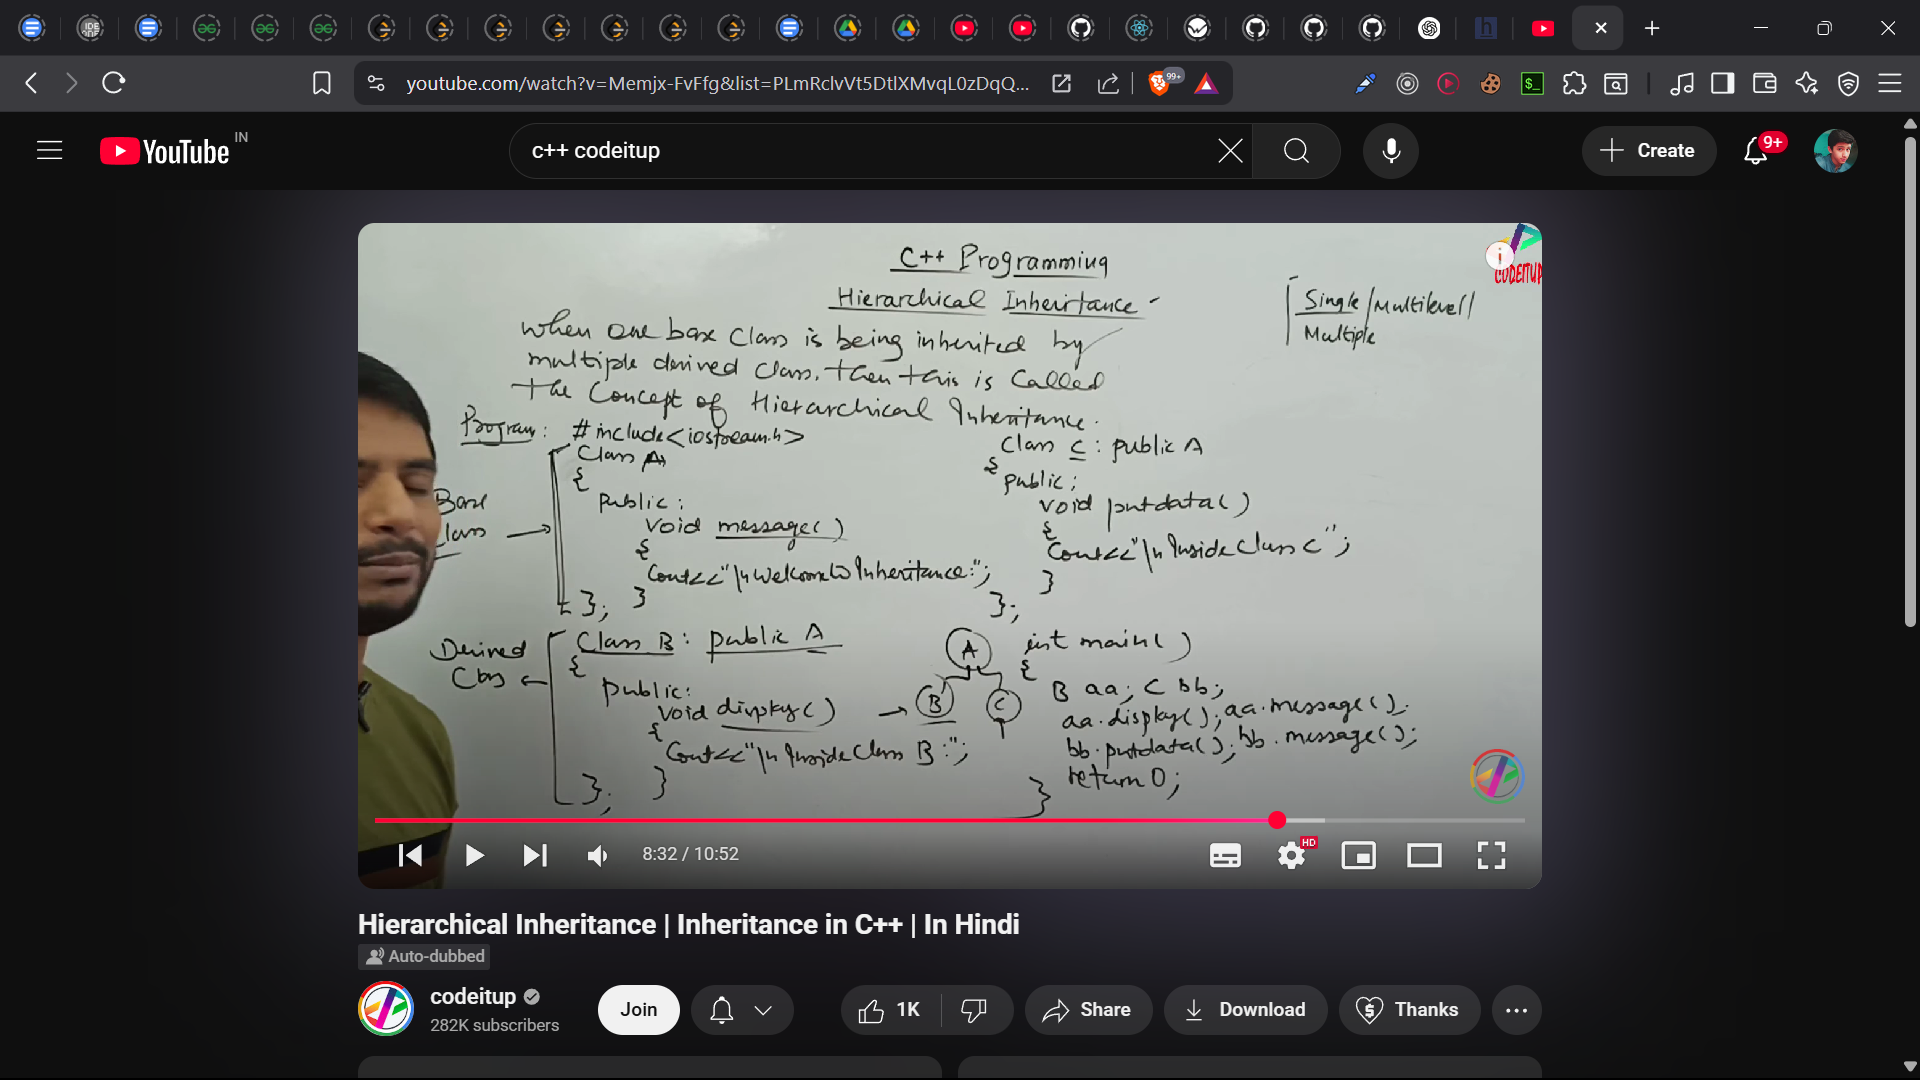 youtube.com/watch?v=Memjx-FvFfg&list=PLmRclvVt5DtlXMvqL0zDqQ...
99+
YouTube
IN
c++ codeitup
Create
9+
C++ Programming
CODEITUP
Hierarchical Inheritance
Single/Multilevel/
Multiple
When one base Class is being inherited by
multiple derived Class. then this is Called
the Concept of Hierarchical Inheritance.
Program: #include<iostream.h>
Class A
{
public:
Base
Class
void message()
{
Cout<<"\n Welcome to Inheritance:";
}
};
Derived
Class
Class B: public A
{
public:
void display()
{
Cout<<"\n Inside Class B:";
}
};
Class C: public A
{
public:
void putdata()
{
Cout<<"\n Inside Class C";
}
};
A
B
C
int main()
{
B aa; C bb;
aa.display(); aa.message();
bb.putdata(); bb.message();
return 0;
}
8:32 / 10:52
HD
Hierarchical Inheritance | Inheritance in C++ | In Hindi
Auto-dubbed
codeitup
282K subscribers
Join
1K
Share
Download
Thanks